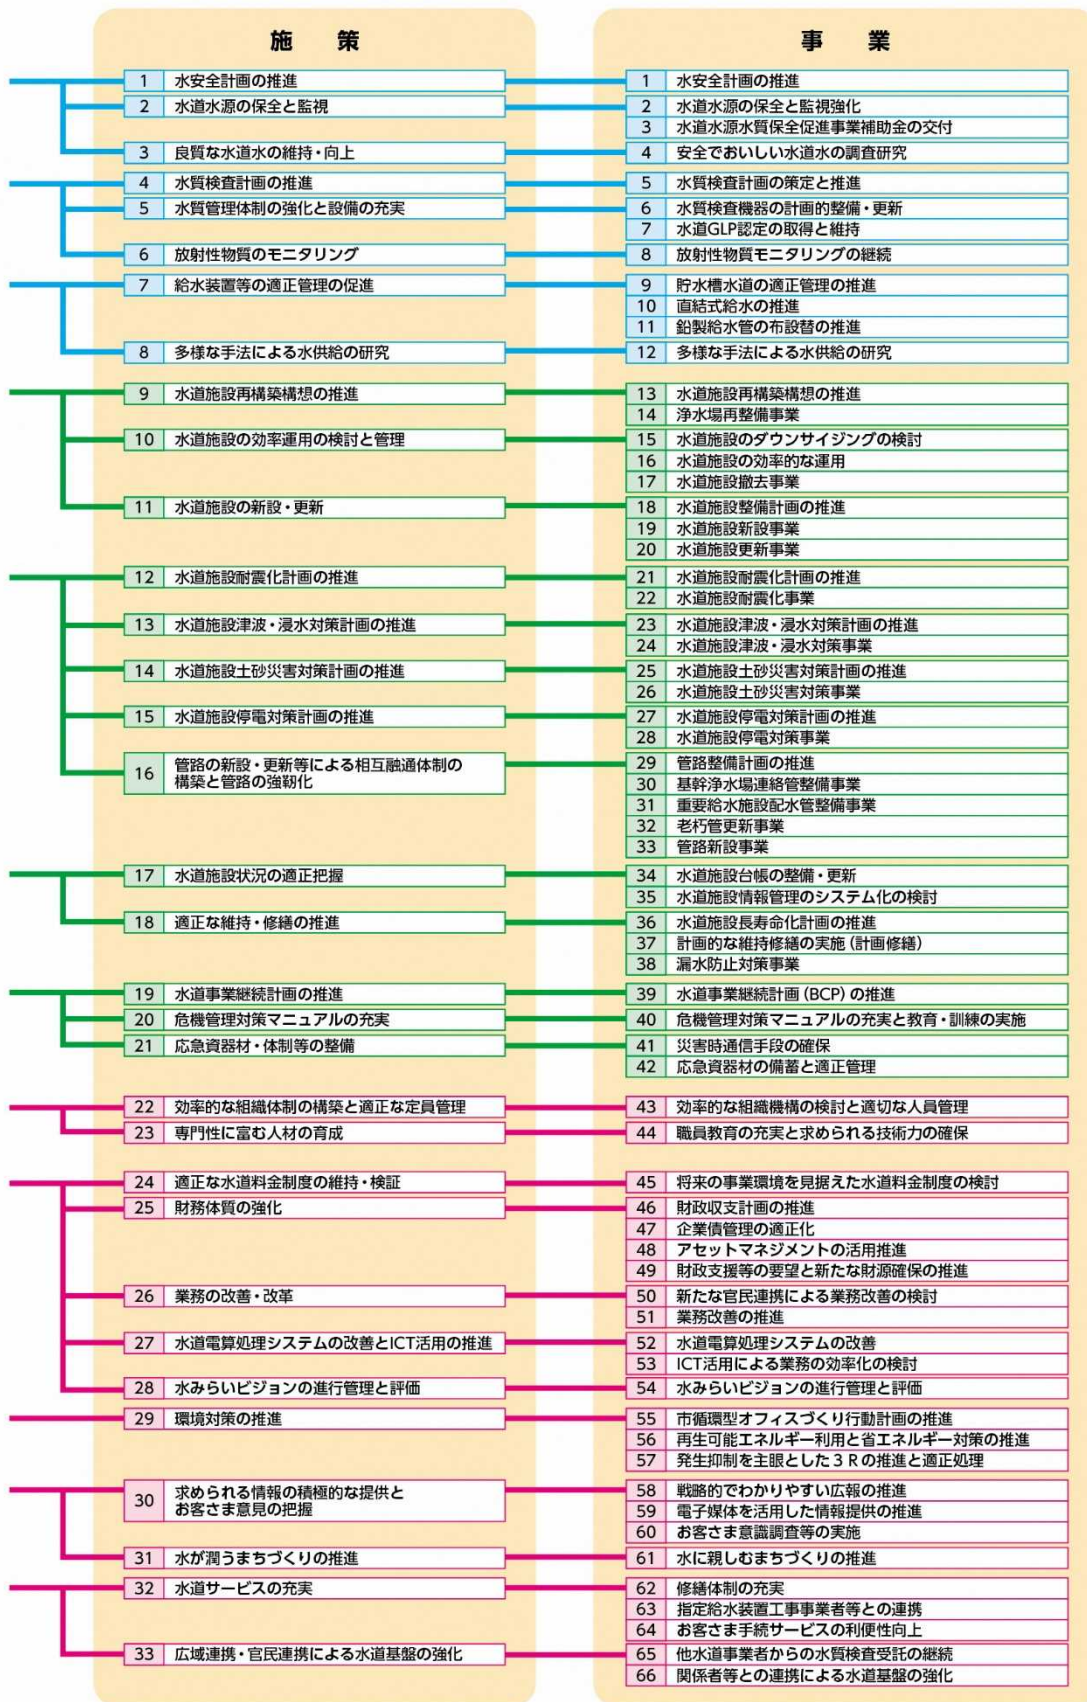 施 策
事 業
1 水安全計画の推進
1 水安全計画の推進
2 水道水源の保全と監視
2 水道水源の保全と監視強化
3 水道水源水質保全促進事業補助金の交付
3 良質な水道水の維持・向上
4 安全でおいしい水道水の調査研究
4 水質検査計画の推進
5 水質検査計画の策定と推進
5 水質管理体制の強化と設備の充実
6 水質検査機器の計画的整備・更新
7 水道GLP認定の取得と維持
6 放射性物質のモニタリング
8 放射性物質モニタリングの継続
7 給水装置等の適正管理の促進
9 貯水槽水道の適正管理の推進
10 直結式給水の推進
11 鉛製給水管の布設替の推進
8 多様な手法による水供給の研究
12 多様な手法による水供給の研究
9 水道施設再構築構想の推進
13 水道施設再構築構想の推進
14 浄水場再整備事業
10 水道施設の効率運用の検討と管理
15 水道施設のダウンサイジングの検討
16 水道施設の効率的な運用
17 水道施設撤去事業
11 水道施設の新設・更新
18 水道施設整備計画の推進
19 水道施設新設事業
20 水道施設更新事業
12 水道施設耐震化計画の推進
21 水道施設耐震化計画の推進
22 水道施設耐震化事業
13 水道施設津波・浸水対策計画の推進
23 水道施設津波・浸水対策計画の推進
24 水道施設津波・浸水対策事業
14 水道施設土砂災害対策計画の推進
25 水道施設土砂災害対策計画の推進
26 水道施設土砂災害対策事業
15 水道施設停電対策計画の推進
27 水道施設停電対策計画の推進
28 水道施設停電対策事業
16 管路の新設・更新等による相互融通体制の
構築と管路の強靭化
29 管路整備計画の推進
30 基幹浄水場連絡管整備事業
31 重要給水施設配水管整備事業
32 老朽管更新事業
33 管路新設事業
17 水道施設状況の適正把握
34 水道施設台帳の整備・更新
35 水道施設情報管理のシステム化の検討
18 適正な維持・修繕の推進
36 水道施設長寿命化計画の推進
37 計画的な維持修繕の実施（計画修繕）
38 漏水防止対策事業
19 水道事業継続計画の推進
39 水道事業継続計画（BCP）の推進
20 危機管理対策マニュアルの充実
40 危機管理対策マニュアルの充実と教育・訓練の実施
21 応急資器材・体制等の整備
41 災害時通信手段の確保
42 応急資器材の備蓄と適正管理
22 効率的な組織体制の構築と適正な定員管理
43 効率的な組織機構の検討と適切な人員管理
23 専門性に富む人材の育成
44 職員教育の充実と求められる技術力の確保
24 適正な水道料金制度の維持・検証
45 将来の事業環境を見据えた水道料金制度の検討
25 財務体質の強化
46 財政収支計画の推進
47 企業債管理の適正化
48 アセットマネジメントの活用推進
49 財政支援等の要望と新たな財源確保の推進
26 業務の改善・改革
50 新たな官民連携による業務改善の検討
51 業務改善の推進
27 水道電算処理システムの改善とICT活用の推進
52 水道電算処理システムの改善
53 ICT活用による業務の効率化の検討
28 水みらいビジョンの進行管理と評価
54 水みらいビジョンの進行管理と評価
29 環境対策の推進
55 市循環型オフィスづくり行動計画の推進
56 再生可能エネルギー利用と省エネルギー対策の推進
57 発生抑制を主眼とした３Ｒの推進と適正処理
30 求められる情報の積極的な提供と
お客さま意見の把握
58 戦略的でわかりやすい広報の推進
59 電子媒体を活用した情報提供の推進
60 お客さま意識調査等の実施
31 水が潤うまちづくりの推進
61 水に親しむまちづくりの推進
32 水道サービスの充実
62 修繕体制の充実
63 指定給水装置工事事業者等との連携
64 お客さま手続サービスの利便性向上
33 広域連携・官民連携による水道基盤の強化
65 他水道事業者からの水質検査受託の継続
66 関係者等との連携による水道基盤の強化